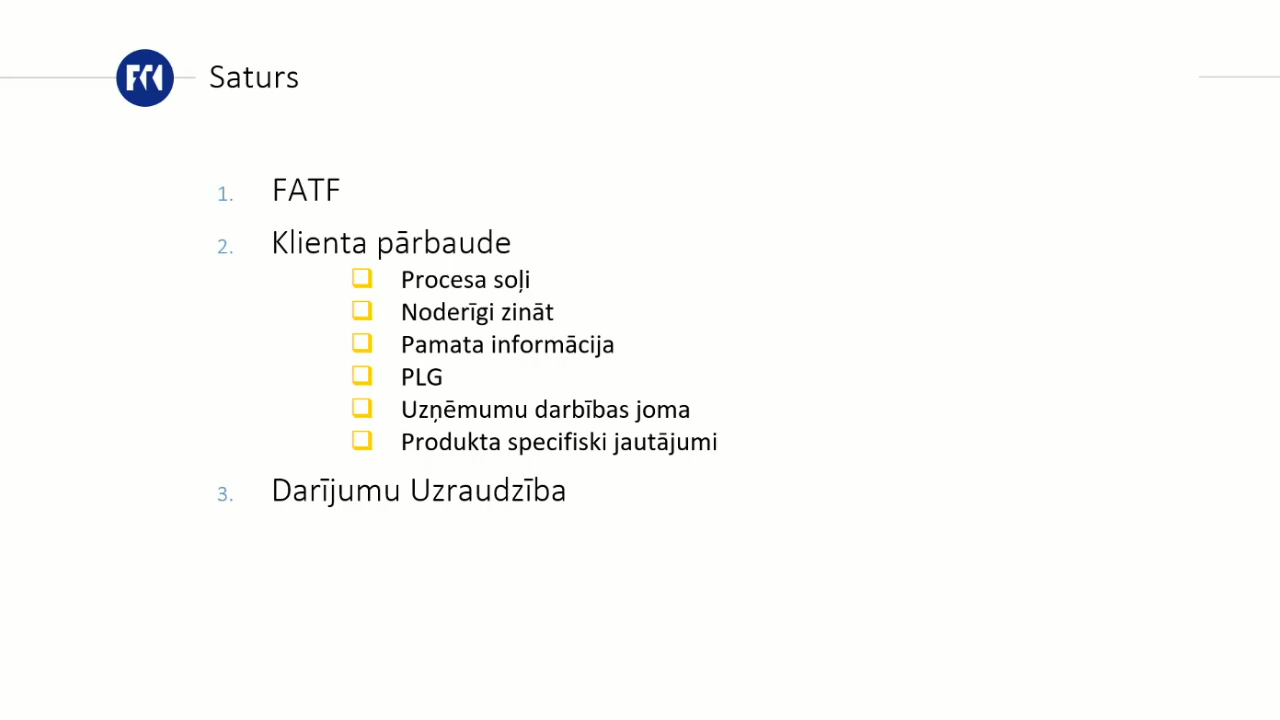 FKI
Saturs
1. FATF
2. Klienta pārbaude
❑ Procesa soļi
❑ Noderīgi zināt
❑ Pamata informācija
❑ PLG
❑ Uzņēmumu darbības joma
❑ Produkta specifiski jautājumi
3. Darījumu Uzraudzība